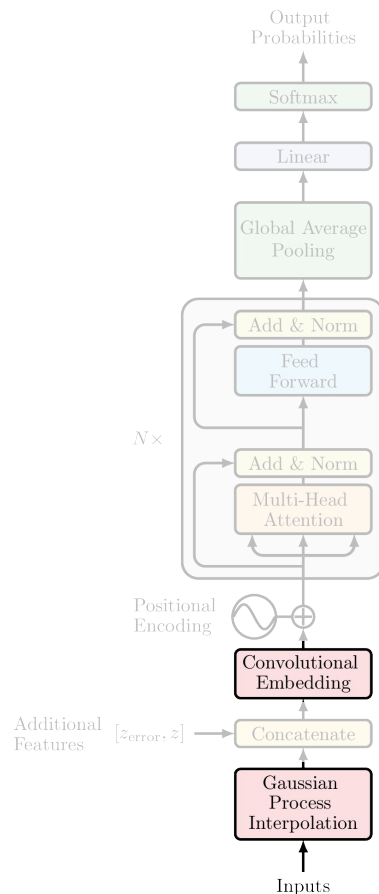 Output
Probabilities
Softmax
Linear
Global Average
Pooling
Add & Norm
Feed
Forward
N×
Add & Norm
Multi-Head
Attention
Positional
Encoding
Convolutional
Embedding
Additional
Features
[z_error, z]
Concatenate
Gaussian
Process
Interpolation
Inputs